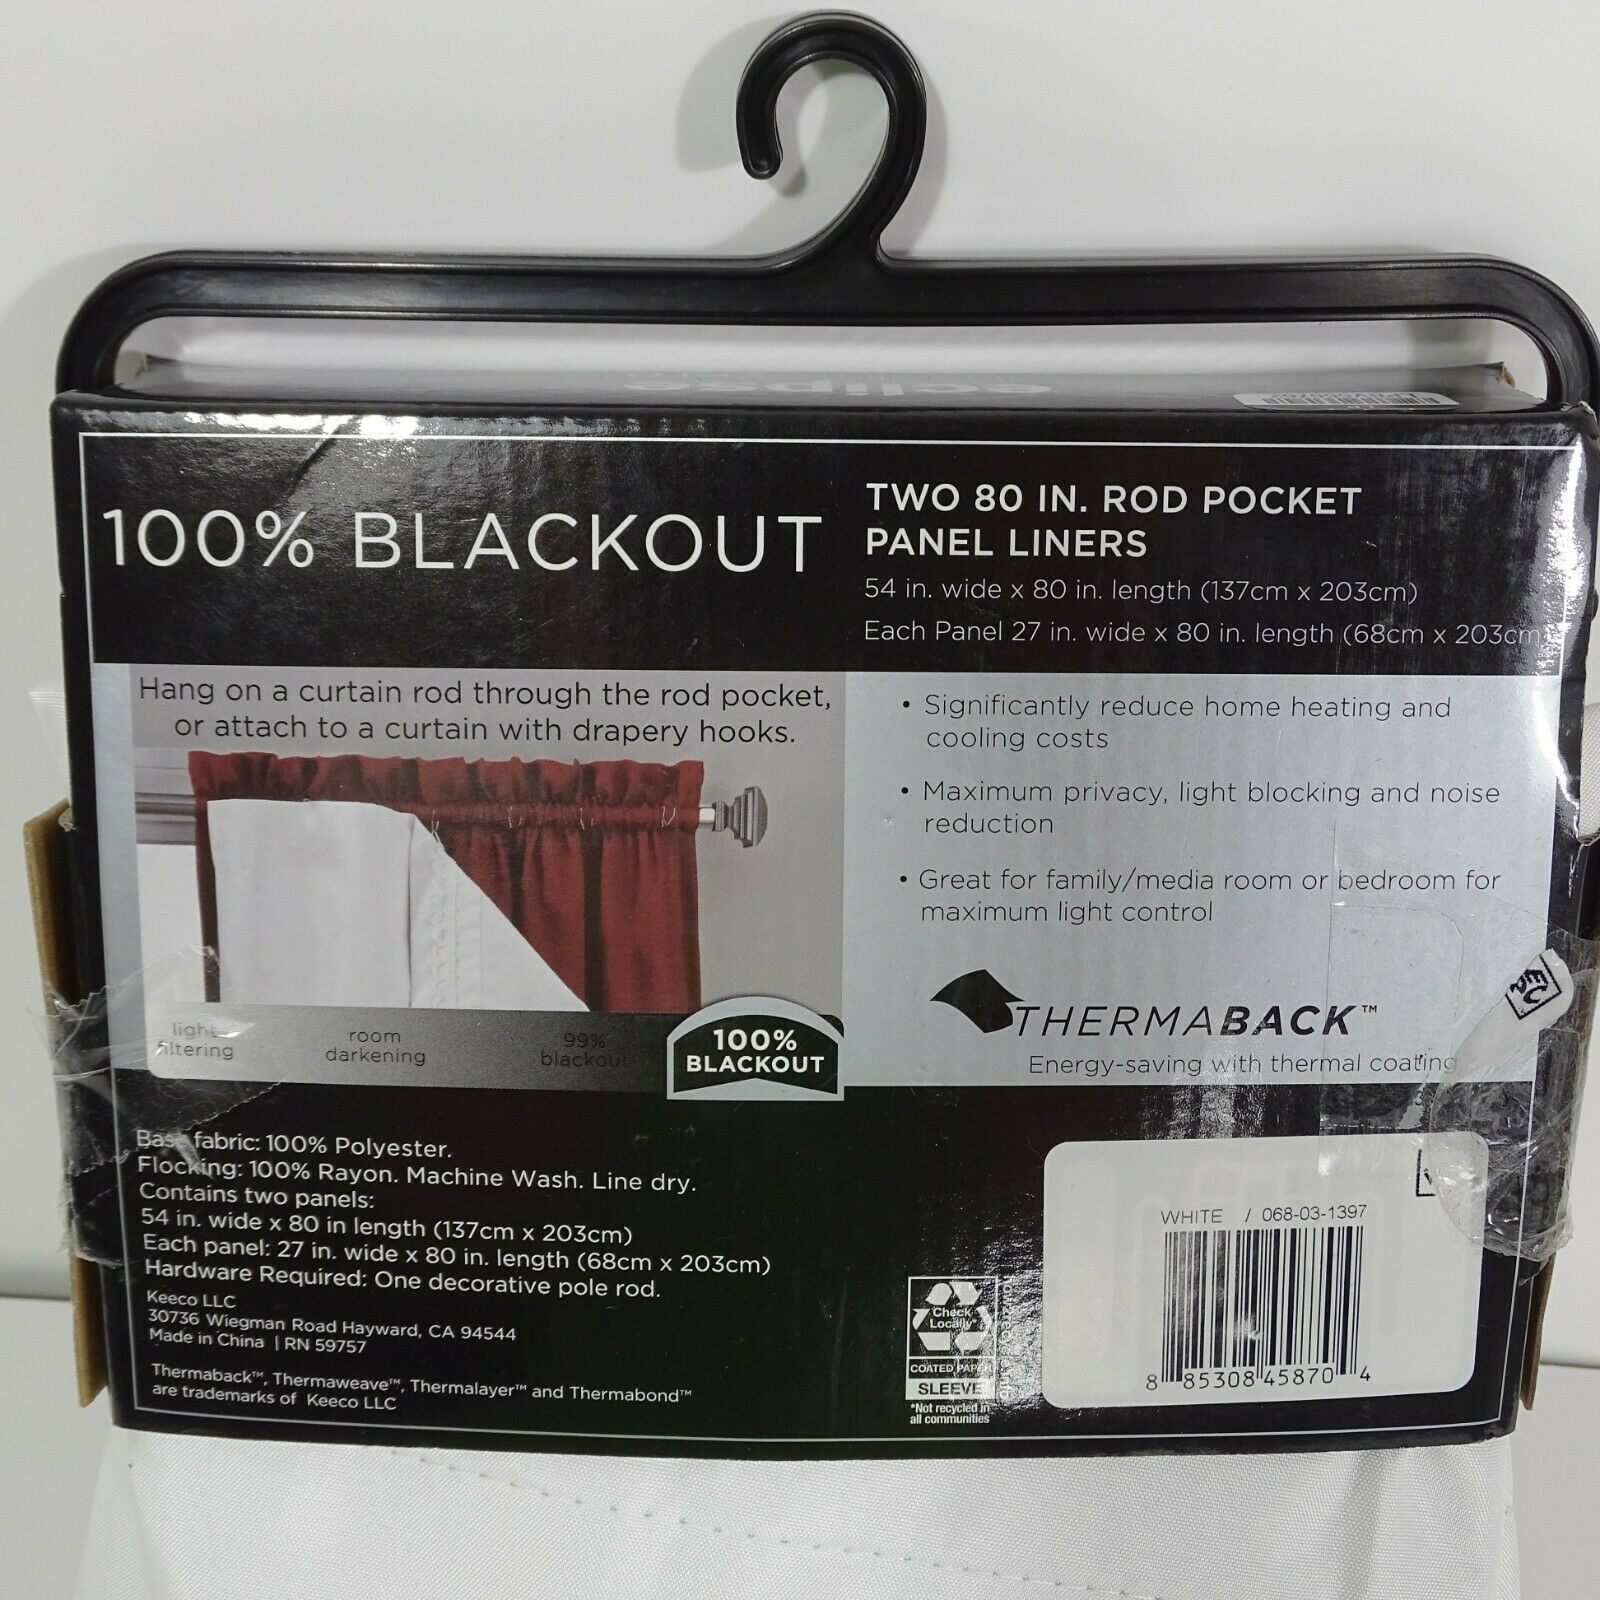 eclipse
100% BLACKOUT
TWO 80 IN. ROD POCKET
PANEL LINERS
54 in. wide x 80 in. length (137cm x 203cm)
Each Panel 27 in. wide x 80 in. length (68cm x 203cm
Hang on a curtain rod through the rod pocket,
or attach to a curtain with drapery hooks.
light
filtering
room
darkening
99%
blackout
100%
BLACKOUT
• Significantly reduce home heating and
cooling costs
• Maximum privacy, light blocking and noise
reduction
• Great for family/media room or bedroom for
maximum light control
THERMABACK™
Energy-saving with thermal coating
Base fabric: 100% Polyester.
Flocking: 100% Rayon. Machine Wash. Line dry.
Contains two panels:
54 in. wide x 80 in length (137cm x 203cm)
Each panel: 27 in. wide x 80 in. length (68cm x 203cm)
Hardware Required: One decorative pole rod.
Keeco LLC
30736 Wiegman Road Hayward, CA 94544
Made in China | RN 59757
Thermaback™, Thermaweave™, Thermalayer™ and Thermabond™
are trademarks of Keeco LLC
Check
Locally*
COATED PAPER
SLEEVE
*Not recycled in
all communities
how2recycle.info
WHITE / 068-03-1397
8 85308 45870 4